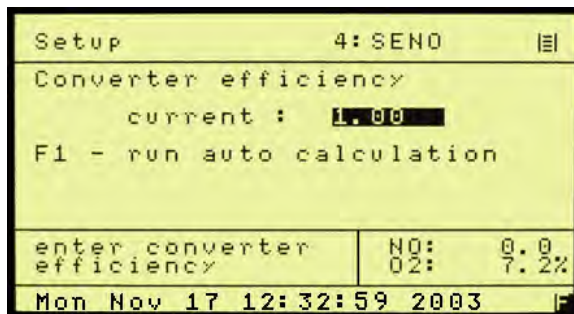 Setup 4: SENO
Converter efficiency
current : 1.00
F1 - run auto calculation
enter converter efficiency
NO: 0.0
O2: 7.2%
Mon Nov 17 12:32:59 2003